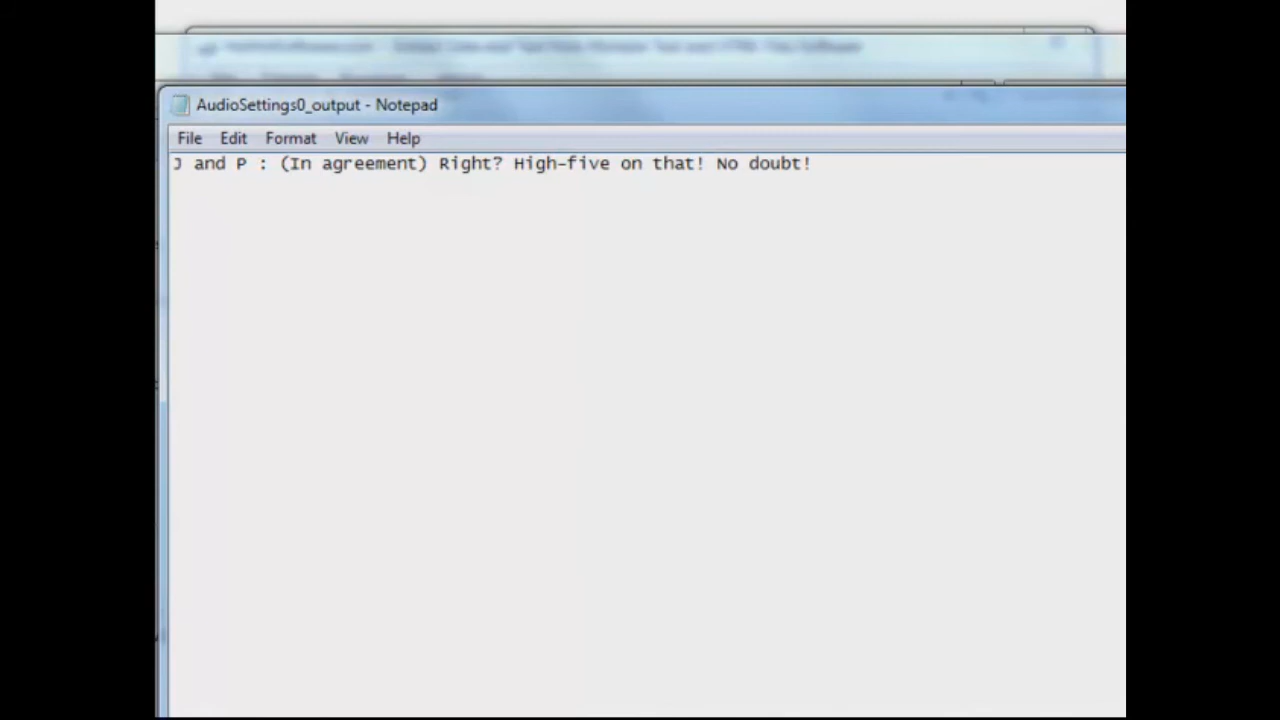 AudioSettings0_output - Notepad
File Edit Format View Help
J and P : (In agreement) Right? High-five on that! No doubt!